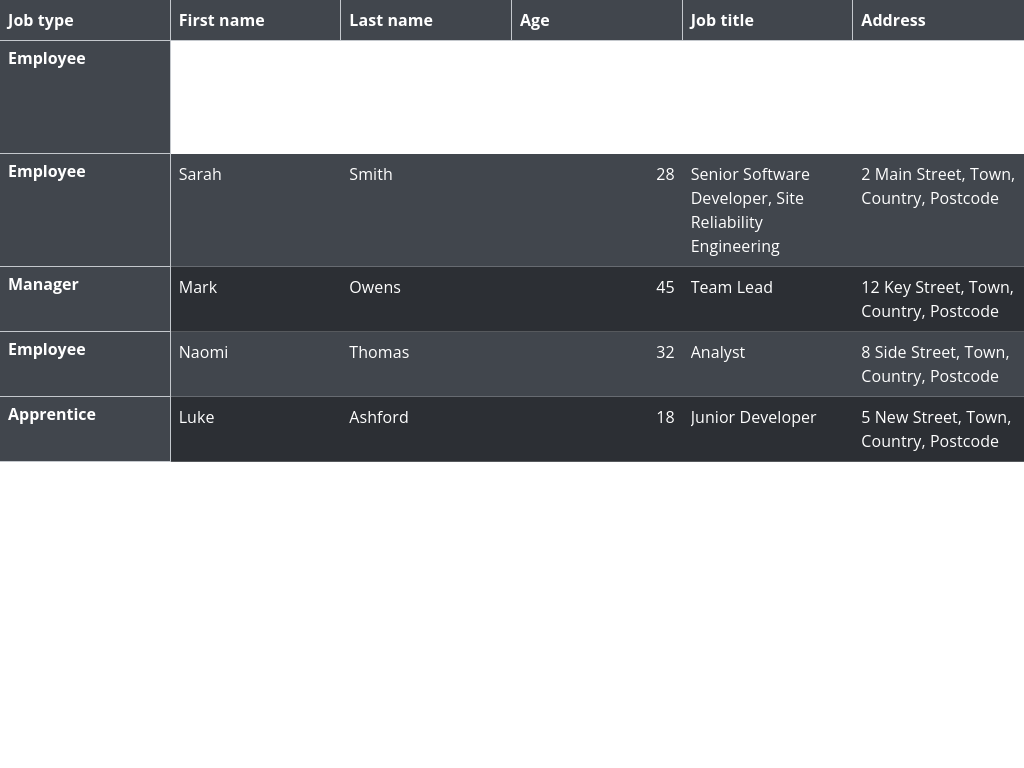 Job type First name Last name Age Job title Address
Employee
Employee Sarah Smith 28 Senior Software 2 Main Street, Town,
Developer, Site Country, Postcode
Reliability
Engineering
Manager Mark Owens 45 Team Lead 12 Key Street, Town,
Country, Postcode
Employee Naomi Thomas 32 Analyst 8 Side Street, Town,
Country, Postcode
Apprentice Luke Ashford 18 Junior Developer 5 New Street, Town,
Country, Postcode